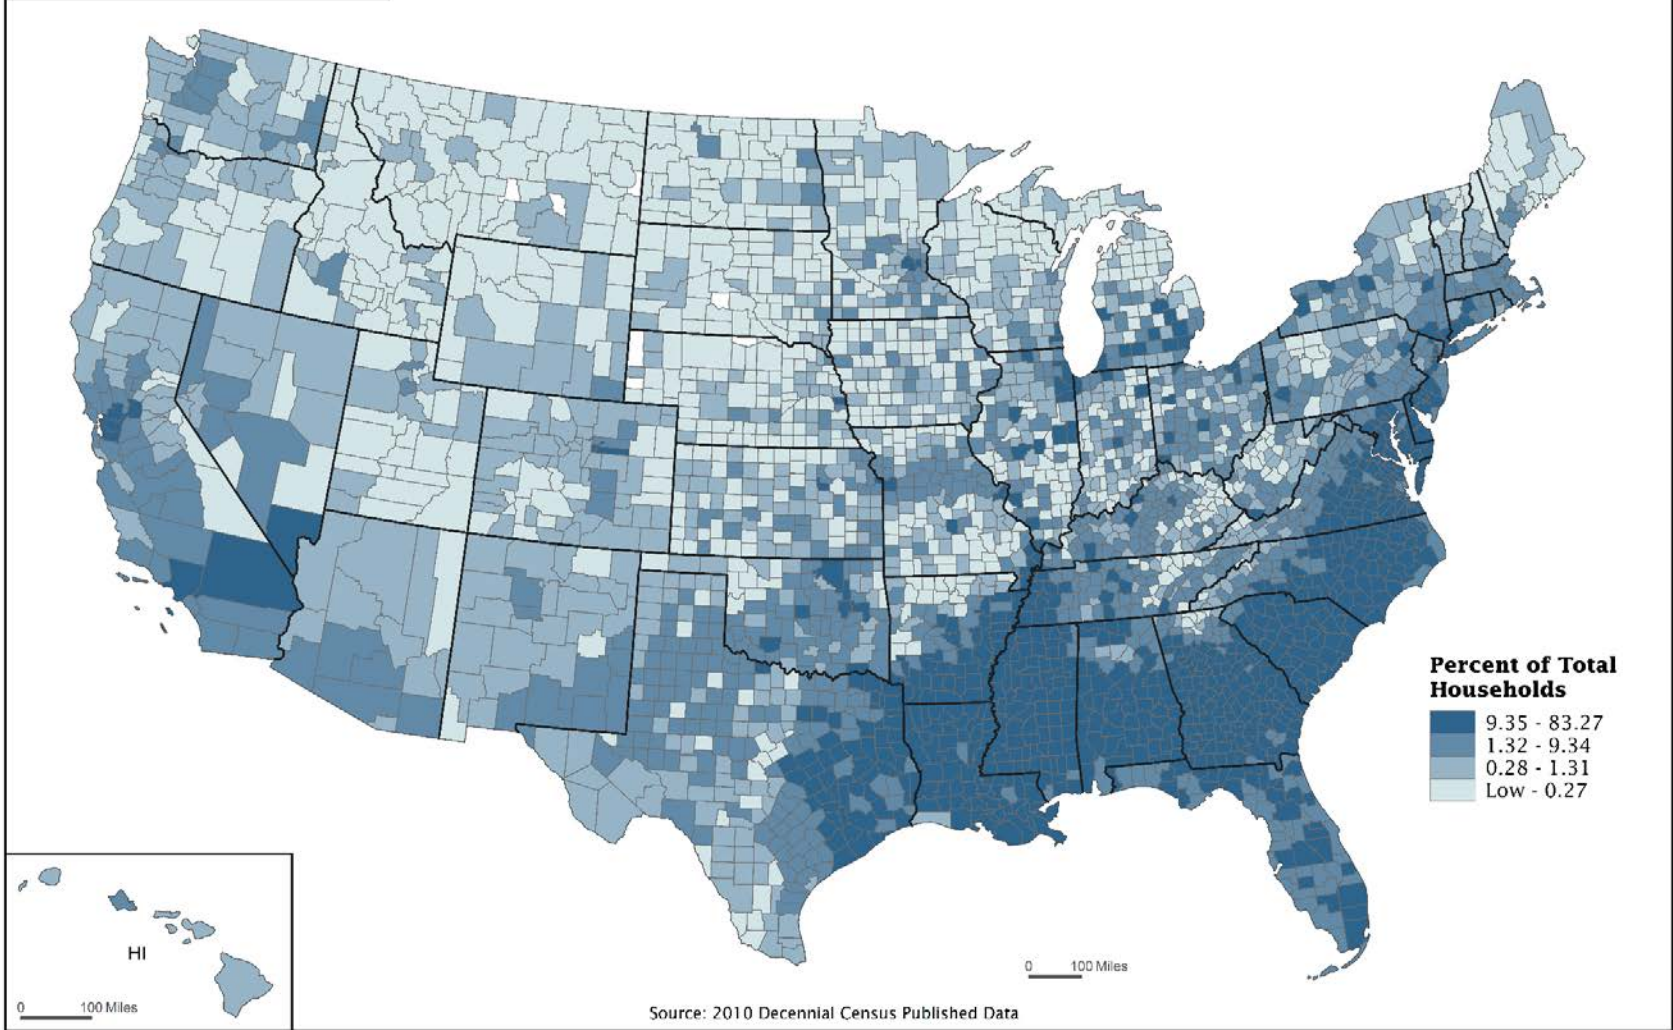 Percent of Total
Households
9.35 - 83.27
1.32 - 9.34
0.28 - 1.31
Low - 0.27
HI
0 100 Miles
0 100 Miles
Source: 2010 Decennial Census Published Data